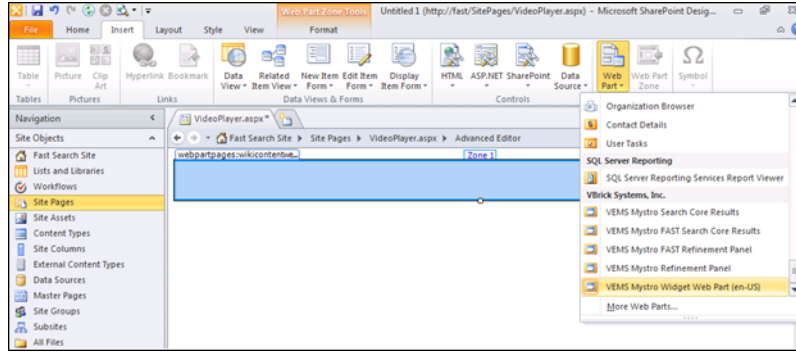 Web Part Zone Tools
Untitled 1 (http://fast/SitePages/VideoPlayer.aspx) - Microsoft SharePoint Desig...
File Home Insert Layout Style View Format
Table Picture Clip Art Hyperlink Bookmark Data View Related Item View New Item Form Edit Item Form Display Item Form HTML ASP.NET SharePoint Data Source Web Part Web Part Zone Symbol
Tables Pictures Links Data Views & Forms Controls
Navigation
VideoPlayer.aspx*
Site Objects
Fast Search Site Site Pages VideoPlayer.aspx Advanced Editor
webpartpages:wikicontentwe...
Zone 1
Fast Search Site
Lists and Libraries
Workflows
Site Pages
Site Assets
Content Types
Site Columns
External Content Types
Data Sources
Master Pages
Site Groups
Subsites
All Files
Organization Browser
Contact Details
User Tasks
SQL Server Reporting
SQL Server Reporting Services Report Viewer
VBrick Systems, Inc.
VEMS Mystro Search Core Results
VEMS Mystro FAST Search Core Results
VEMS Mystro FAST Refinement Panel
VEMS Mystro Refinement Panel
VEMS Mystro Widget Web Part (en-US)
More Web Parts...